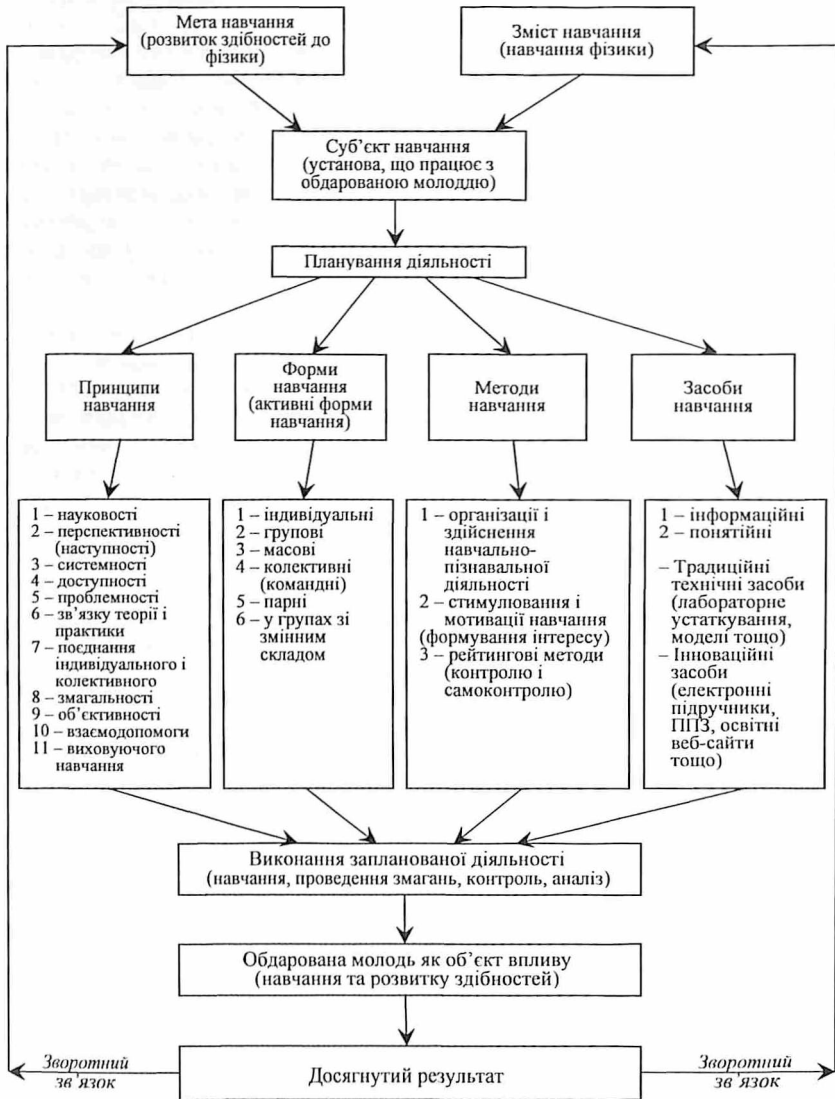 Мета навчання
(розвиток здібностей до
фізики)
Зміст навчання
(навчання фізики)
Суб’єкт навчання
(установа, що працює з
обдарованою молоддю)
Планування діяльності
Принципи
навчання
Форми
навчання
(активні форми
навчання)
Методи
навчання
Засоби
навчання
1 – науковості
2 – перспективності
(наступності)
3 – системності
4 – доступності
5 – проблемності
6 – зв’язку теорії і
практики
7 – поєднання
індивідуального і
колективного
8 – змагальності
9 – об’єктивності
10 – взаємодопомоги
11 – виховуючого
навчання
1 – індивідуальні
2 – групові
3 – масові
4 – колективні
(командні)
5 – парні
6 – у групах зі
змінним
складом
1 – організації і
здійснення
навчально-
пізнавальної
діяльності
2 – стимулювання і
мотивації навчання
(формування інтересу)
3 – рейтингові методи
(контролю і
самоконтролю)
1 – інформаційні
2 – понятійні
– Традиційні
технічні засоби
(лабораторне
устаткування,
моделі тощо)
– Інноваційні
засоби
(електронні
підручники,
ППЗ, освітні
веб-сайти
тощо)
Виконання запланованої діяльності
(навчання, проведення змагань, контроль, аналіз)
Обдарована молодь як об’єкт впливу
(навчання та розвитку здібностей)
Зворотний
зв’язок
Досягнутий результат
Зворотний
зв’язок